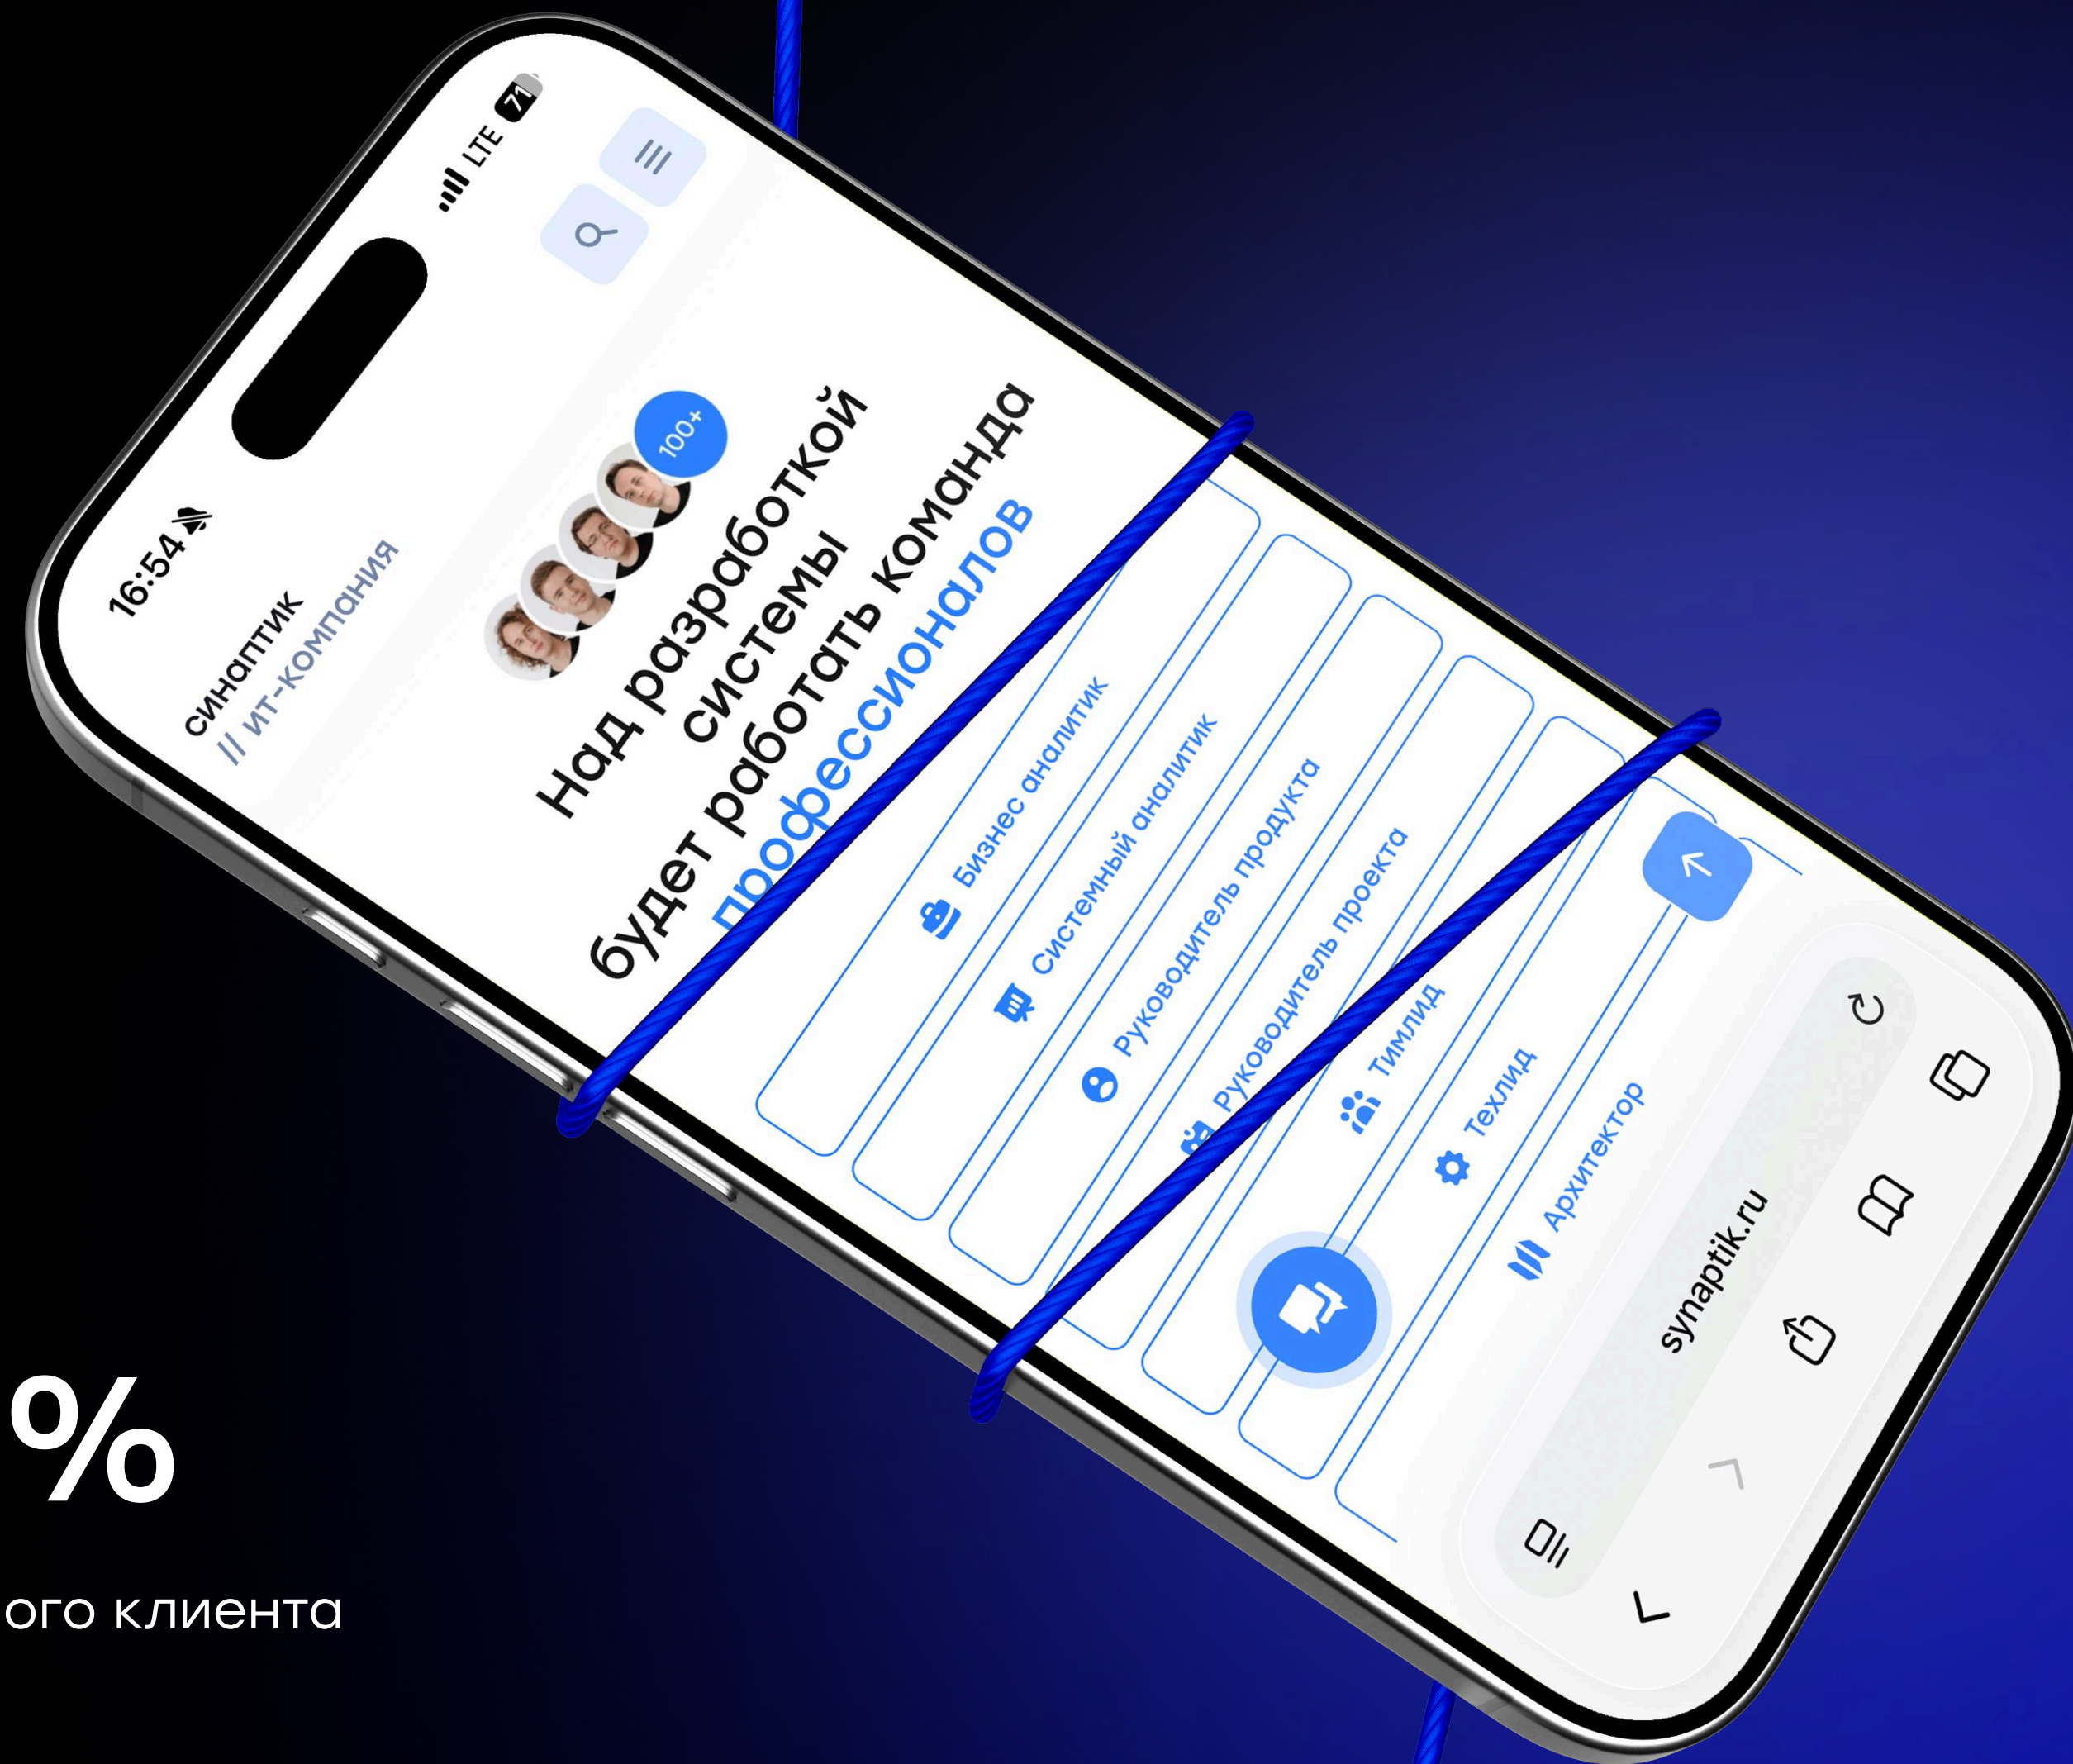 16:54
LTE 71
синаптик
// ит-компания
100+
Над разработкой
системы
будет работать команда
профессионалов
Бизнес аналитик
Системный аналитик
Руководитель продукта
Руководитель проекта
Тимлид
Техлид
Архитектор
synaptik.ru
%
ого клиента